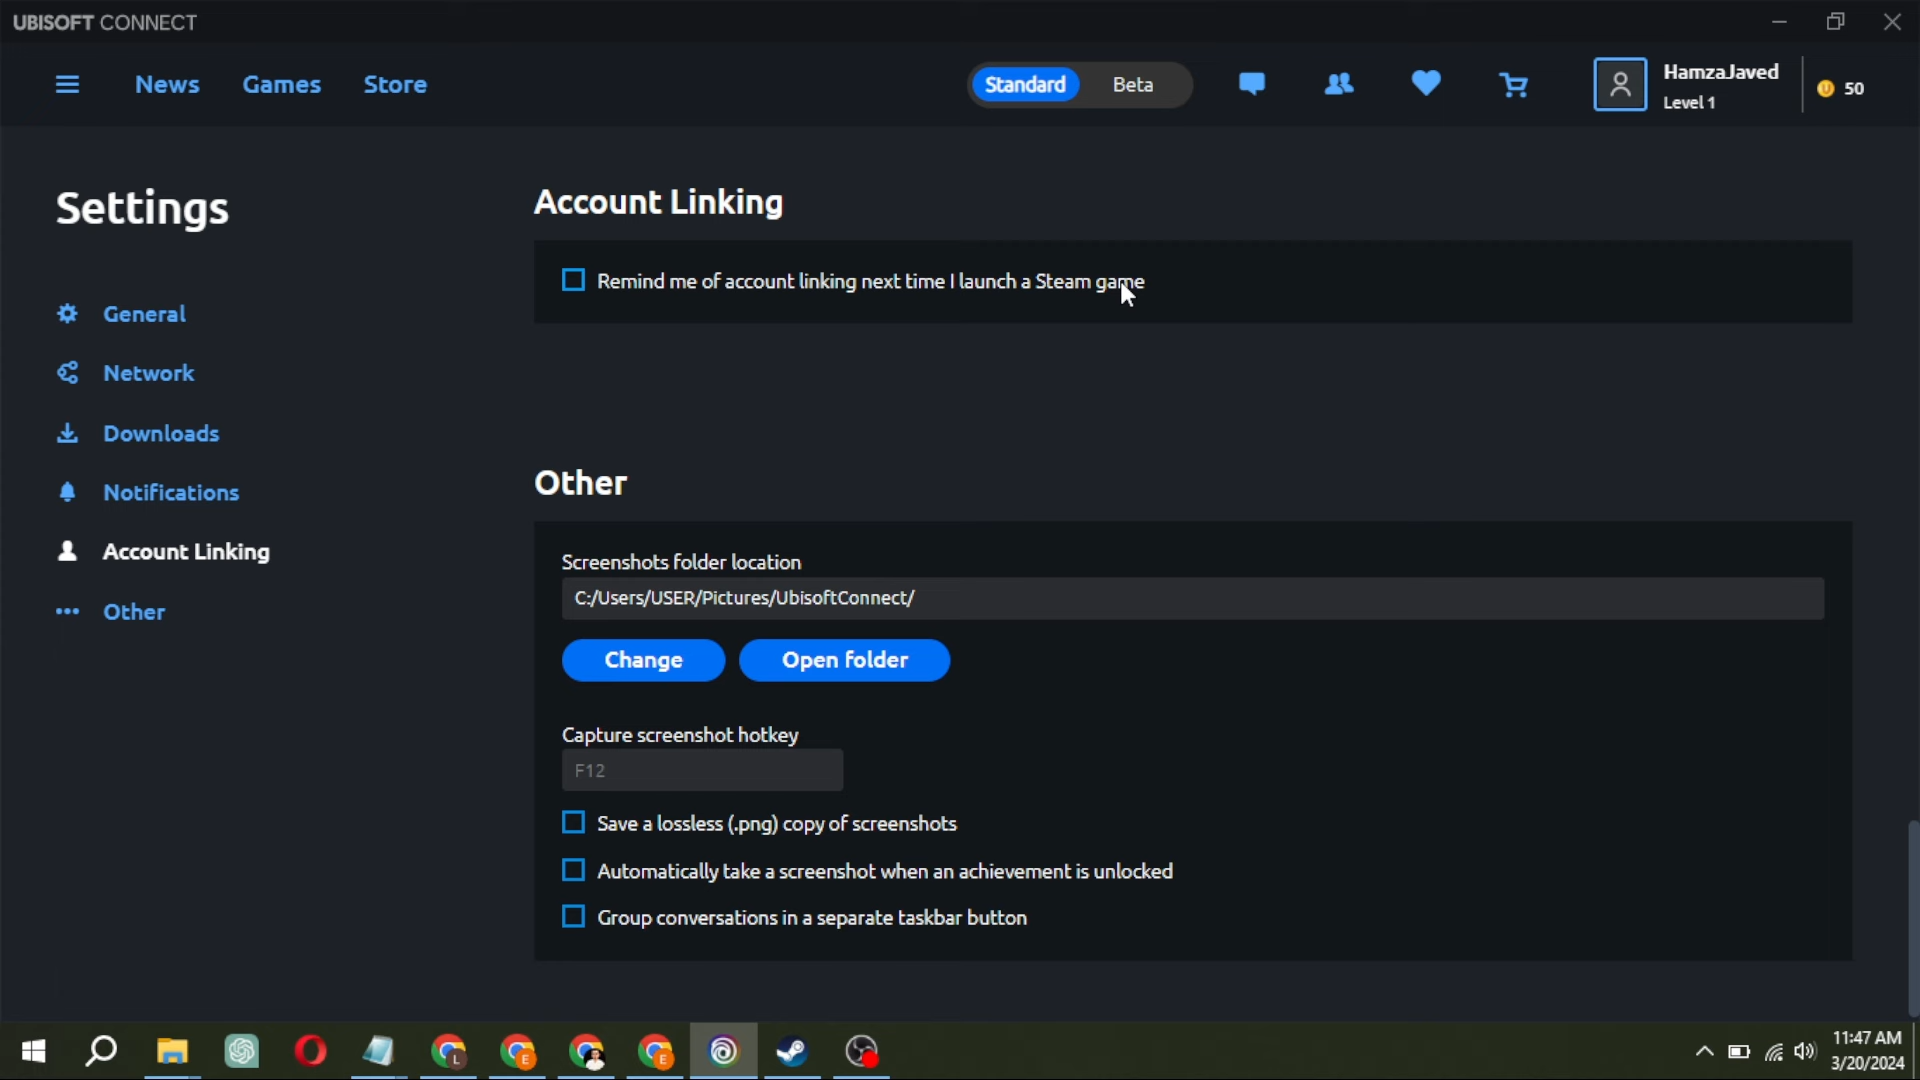 UBISOFT CONNECT
News Games Store Standard Beta HamzaJaved
Level 1
50
Settings
General
Network
Downloads
Notifications
Account Linking
Other
Account Linking
Remind me of account linking next time I launch a Steam game
Other
Screenshots folder location
C:/Users/USER/Pictures/UbisoftConnect/
Change Open folder
Capture screenshot hotkey
F12
Save a lossless (.png) copy of screenshots
Automatically take a screenshot when an achievement is unlocked
Group conversations in a separate taskbar button
L E E
11:47 AM
3/20/2024